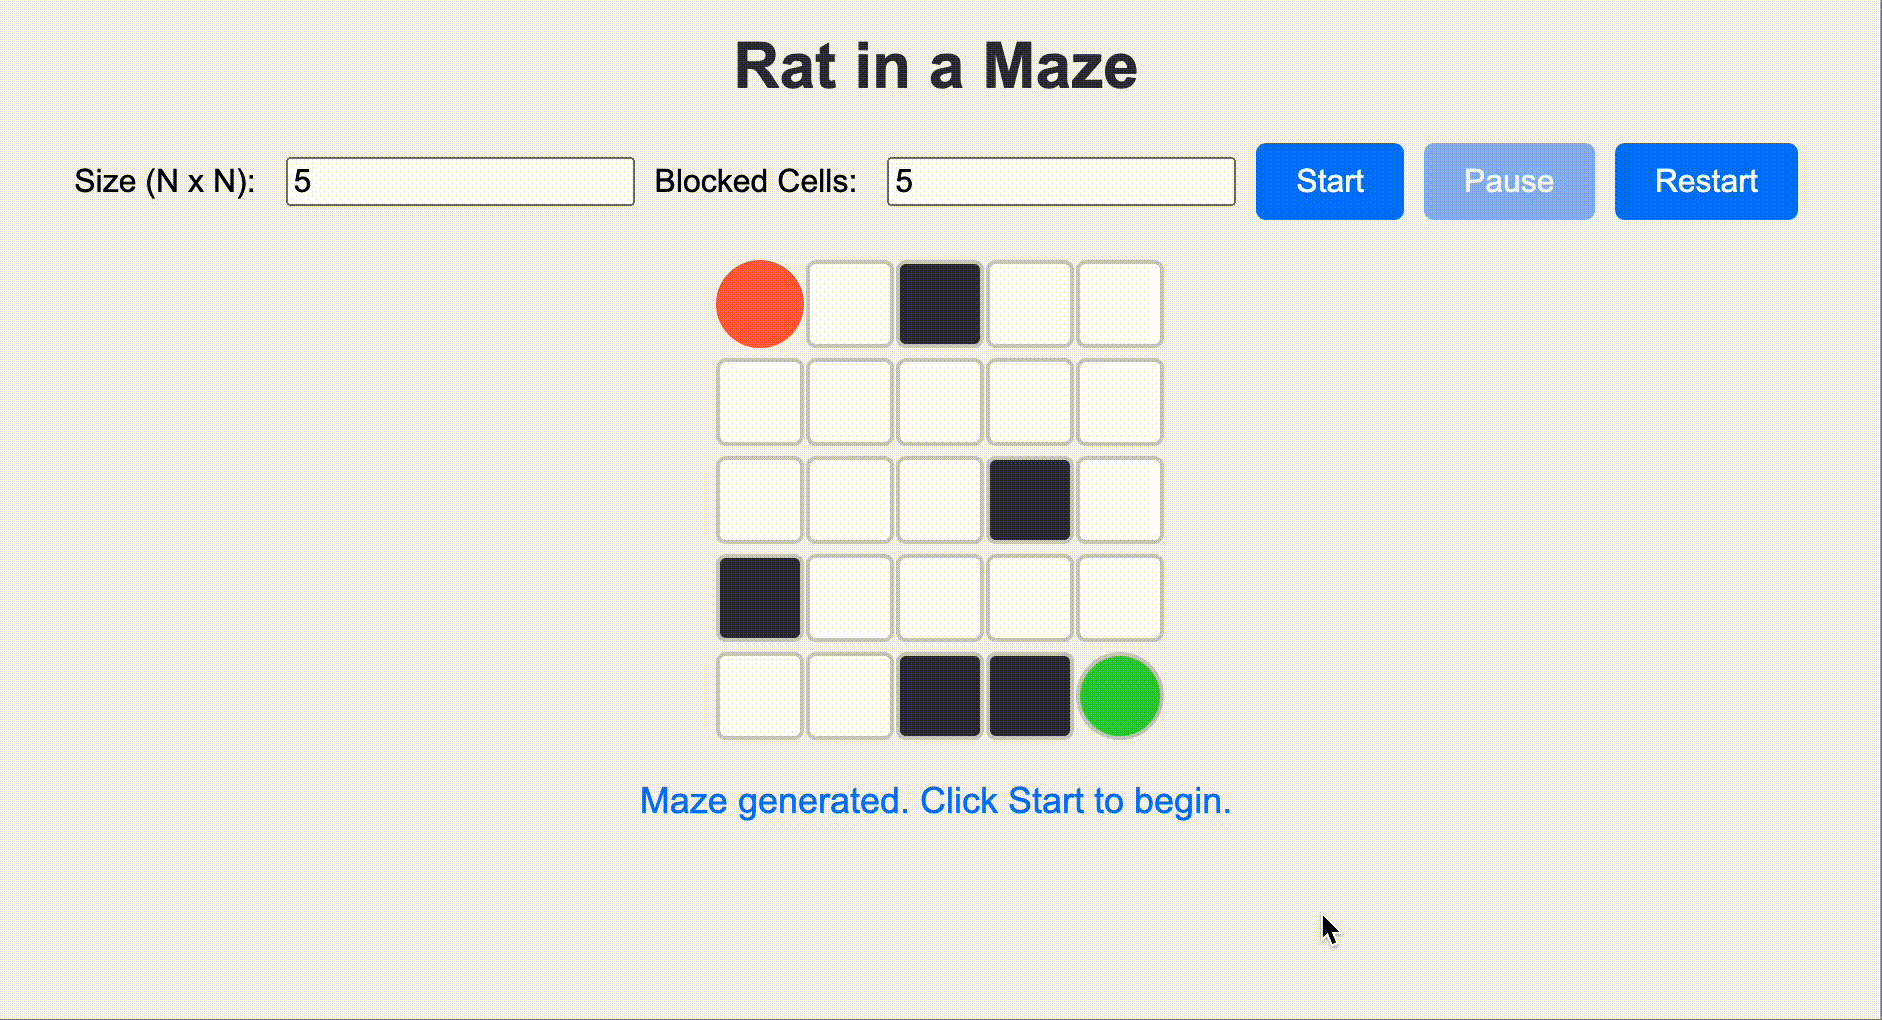 Rat in a Maze
Size (N x N): 5 Blocked Cells: 5 Start Pause Restart
Maze generated. Click Start to begin.